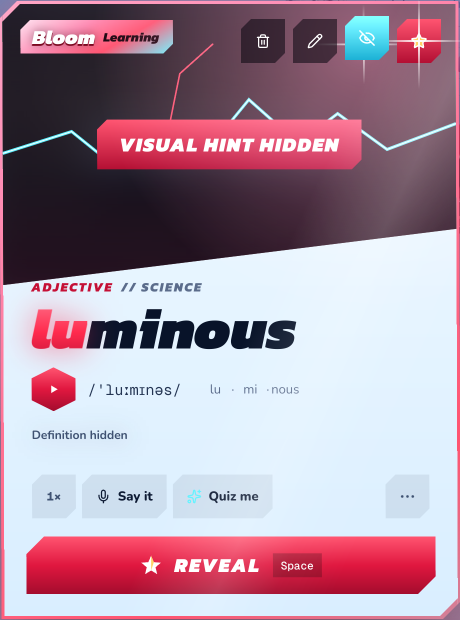 Bloom Learning
VISUAL HINT HIDDEN
ADJECTIVE // SCIENCE
luminous
/ˈluːmɪnəs/ lu · mi · nous
Definition hidden
1× Say it Quiz me ···
REVEAL Space